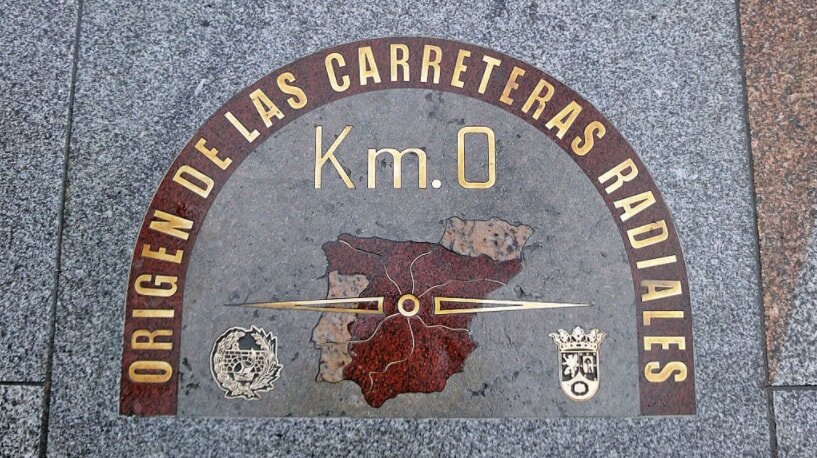 ORIGEN DE LAS CARRETERAS RADIALES
Km. 0